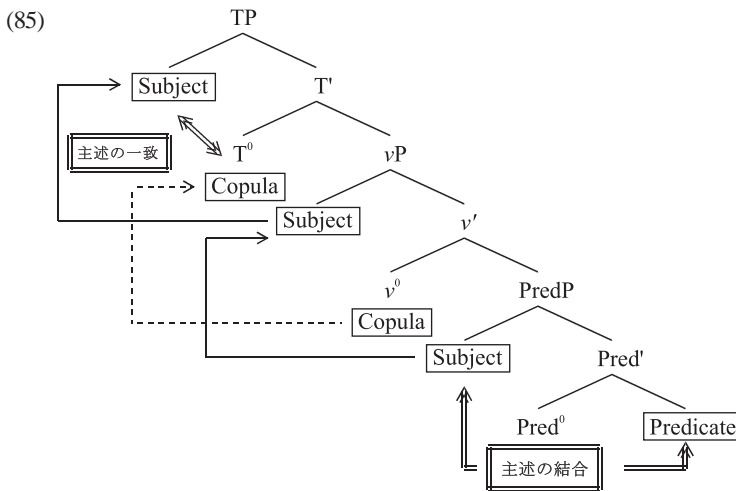 (85)
TP
Subject
T'
主述の一致
T⁰
vP
Copula
Subject
v'
v⁰
PredP
Copula
Subject
Pred'
Pred⁰
Predicate
主述の結合